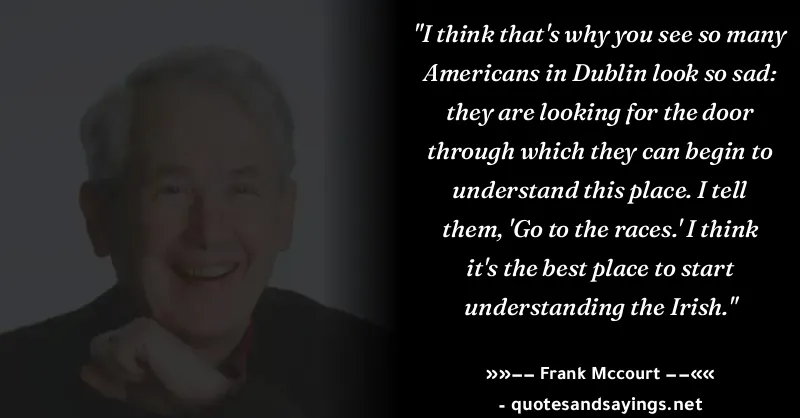 "I think that's why you see so many
Americans in Dublin look so sad:
they are looking for the door
through which they can begin to
understand this place. I tell
them, 'Go to the races.' I think
it's the best place to start
understanding the Irish."
»»−− Frank Mccourt −−««
- quotesandsayings.net